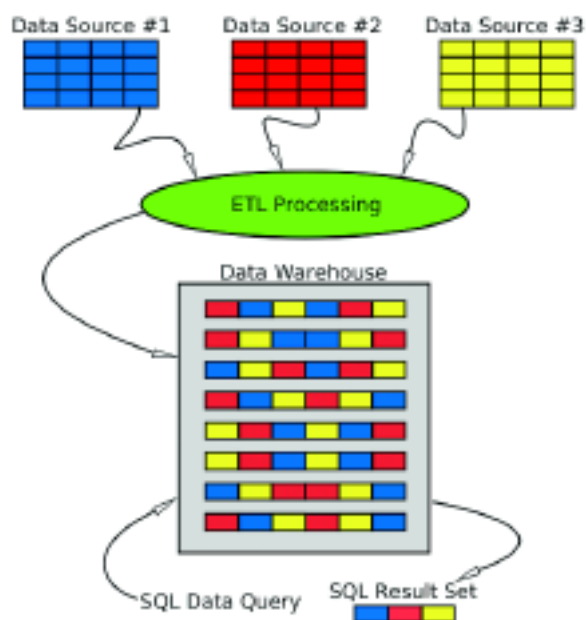 Data Source #1
Data Source #2
Data Source #3
ETL Processing
Data Warehouse
SQL Data Query
SQL Result Set